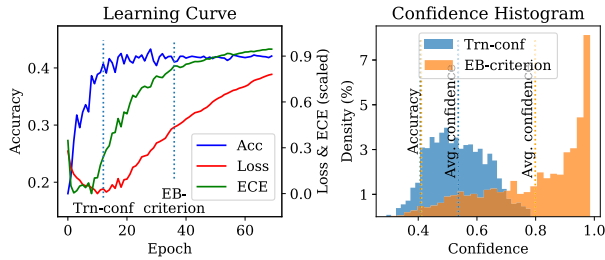 Learning Curve
Accuracy
0.4
0.3
0.2
0.9
0.6
0.3
0.0
Loss & ECE (scaled)
Acc
Loss
ECE
Trn-conf
EB-
criterion
0
20
40
60
Epoch
Confidence Histogram
Density (%)
7
5
3
1
Trn-conf
EB-criterion
Accuracy
Avg. confidence
Avg. confidence
0.4
0.6
0.8
1.0
Confidence